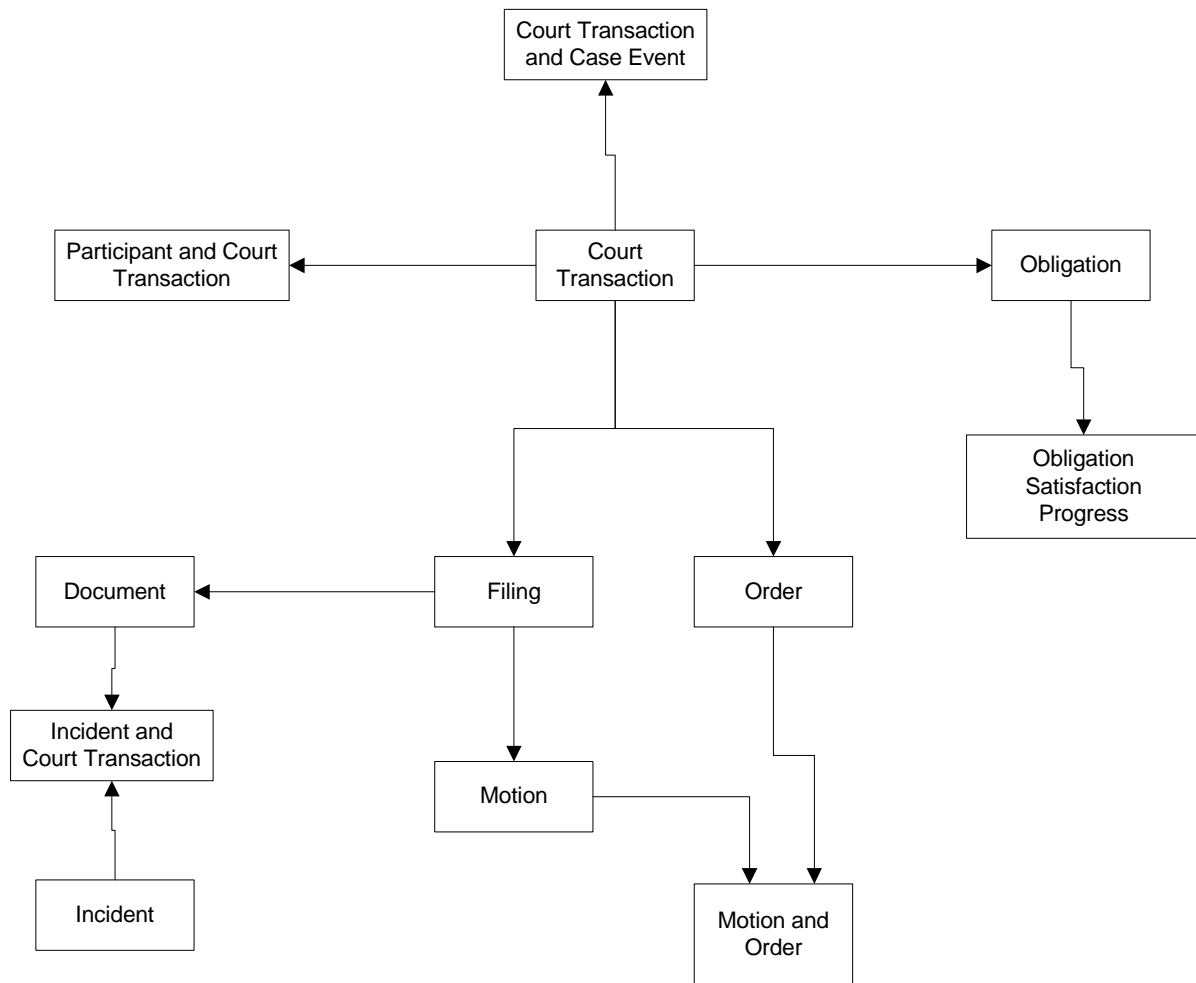 Court Transaction
and Case Event
Participant and Court
Transaction
Court
Transaction
Obligation
Obligation
Satisfaction
Progress
Document
Filing
Order
Incident and
Court Transaction
Motion
Incident
Motion and
Order